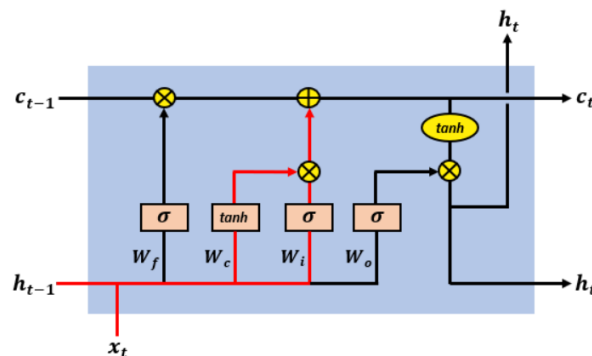 h_t
c_{t-1}
c_t
tanh
σ tanh σ σ
W_f W_c W_i W_o
h_{t-1}
h_t
x_t